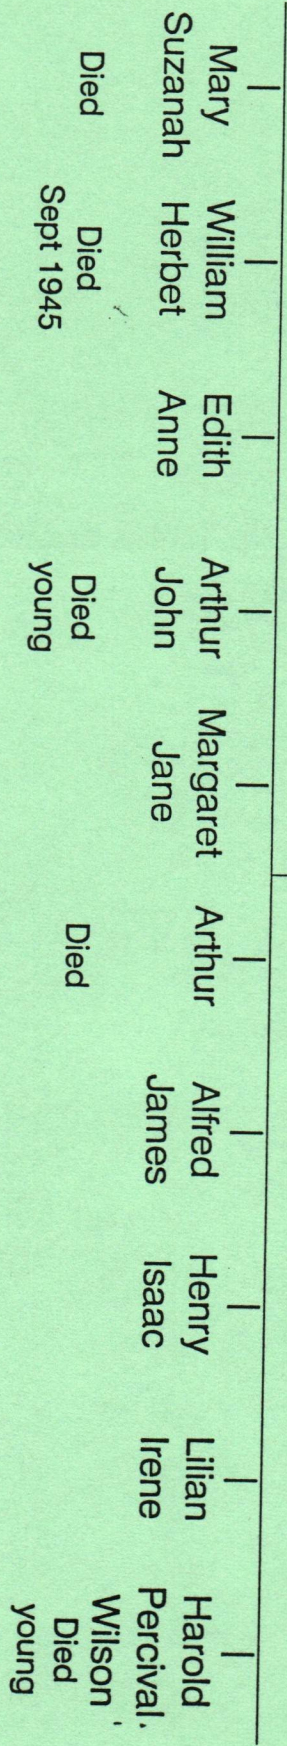 Mary
Suzanah
Died
William
Herbet
Died
Sept 1945
Edith
Anne
Arthur
John
Died
young
Margaret
Jane
Arthur
Died
Alfred
James
Henry
Isaac
Lilian
Irene
Harold
Percival
Wilson
Died
young